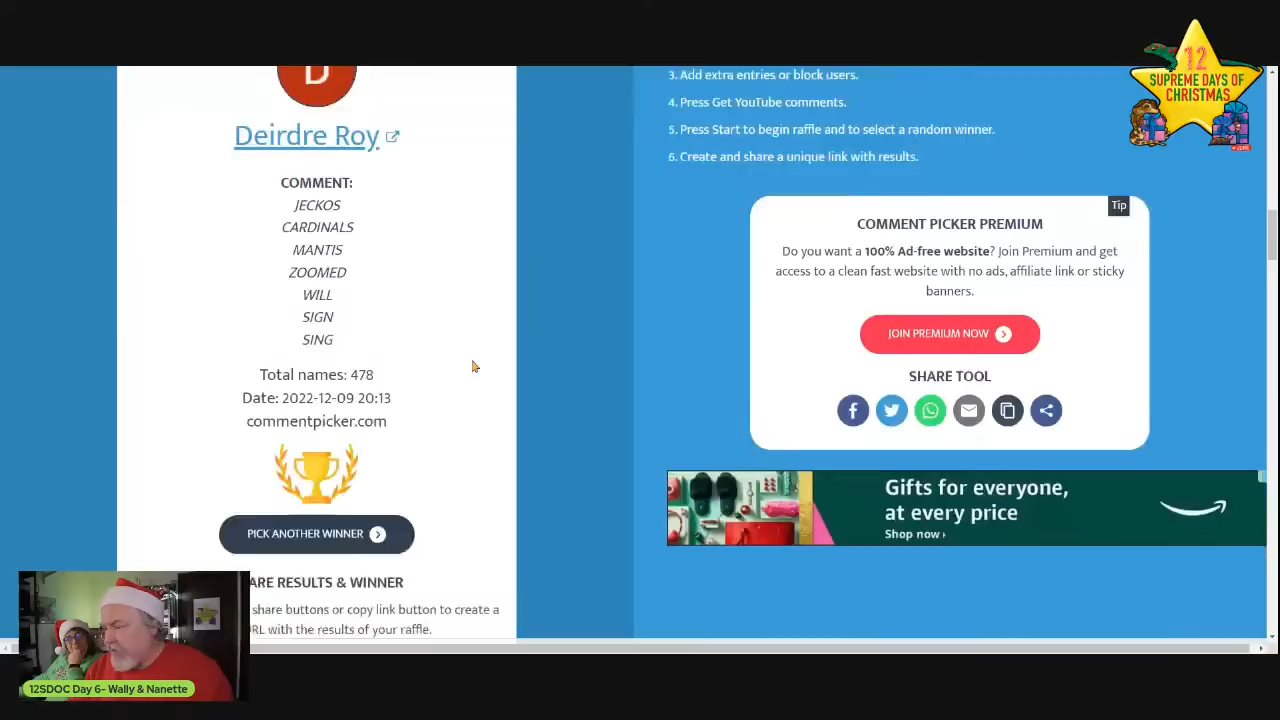 12
SUPREME DAYS OF
CHRISTMAS
D
Deirdre Roy
COMMENT:
JECKOS
CARDINALS
MANTIS
ZOOMED
WILL
SIGN
SING
Total names: 478
Date: 2022-12-09 20:13
commentpicker.com
PICK ANOTHER WINNER
ARE RESULTS & WINNER
share buttons or copy link button to create a
RL with the results of your raffle.
12SDOC Day 6- Wally & Nanette
3. Add extra entries or block users.
4. Press Get YouTube comments.
5. Press Start to begin raffle and to select a random winner.
6. Create and share a unique link with results.
Tip
COMMENT PICKER PREMIUM
Do you want a 100% Ad-free website? Join Premium and get
access to a clean fast website with no ads, affiliate link or sticky
banners.
JOIN PREMIUM NOW
SHARE TOOL
Gifts for everyone,
at every price
Shop now ›